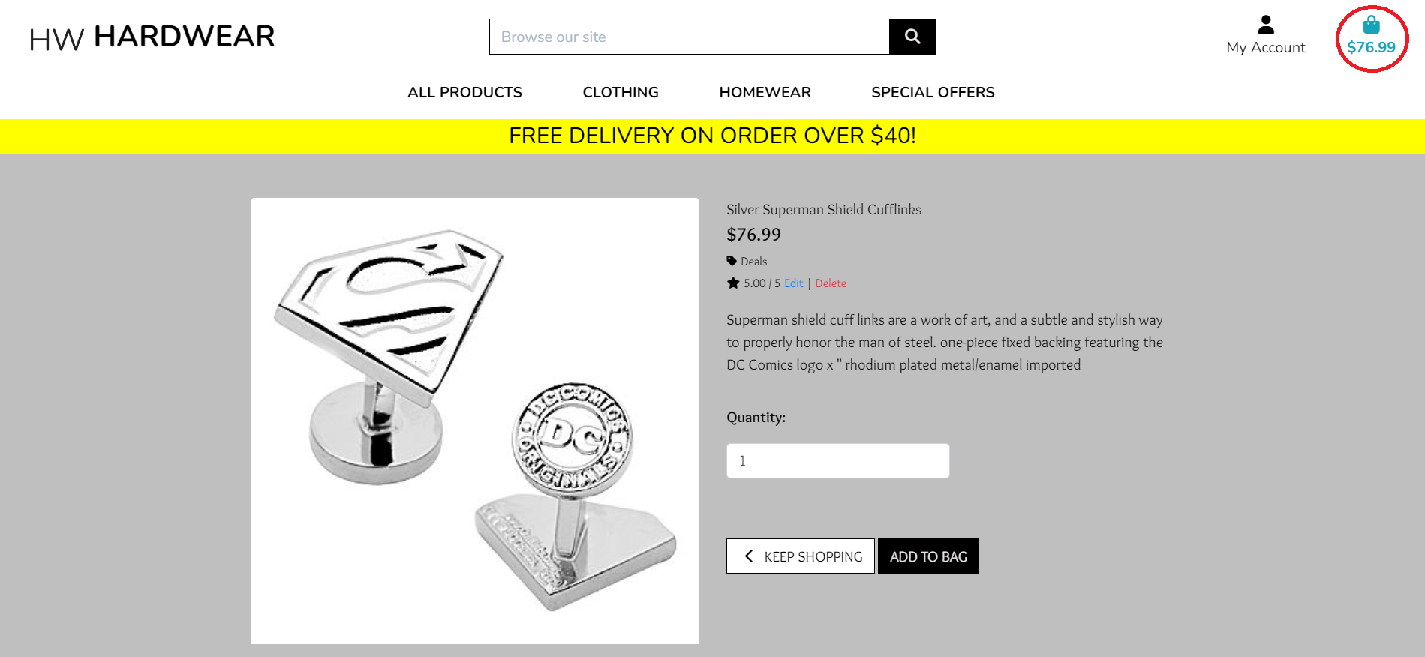 HW HARDWEAR
Browse our site
My Account
$76.99
ALL PRODUCTS CLOTHING HOMEWEAR SPECIAL OFFERS
FREE DELIVERY ON ORDER OVER $40!
Silver Superman Shield Cufflinks
$76.99
Deals
5.00 / 5 Edit | Delete
Superman shield cuff links are a work of art, and a subtle and stylish way
to properly honor the man of steel. one-piece fixed backing featuring the
DC Comics logo x " rhodium plated metal/enamel imported
Quantity:
1
KEEP SHOPPING ADD TO BAG
S
DC COMICS
DC
ORIGINALS